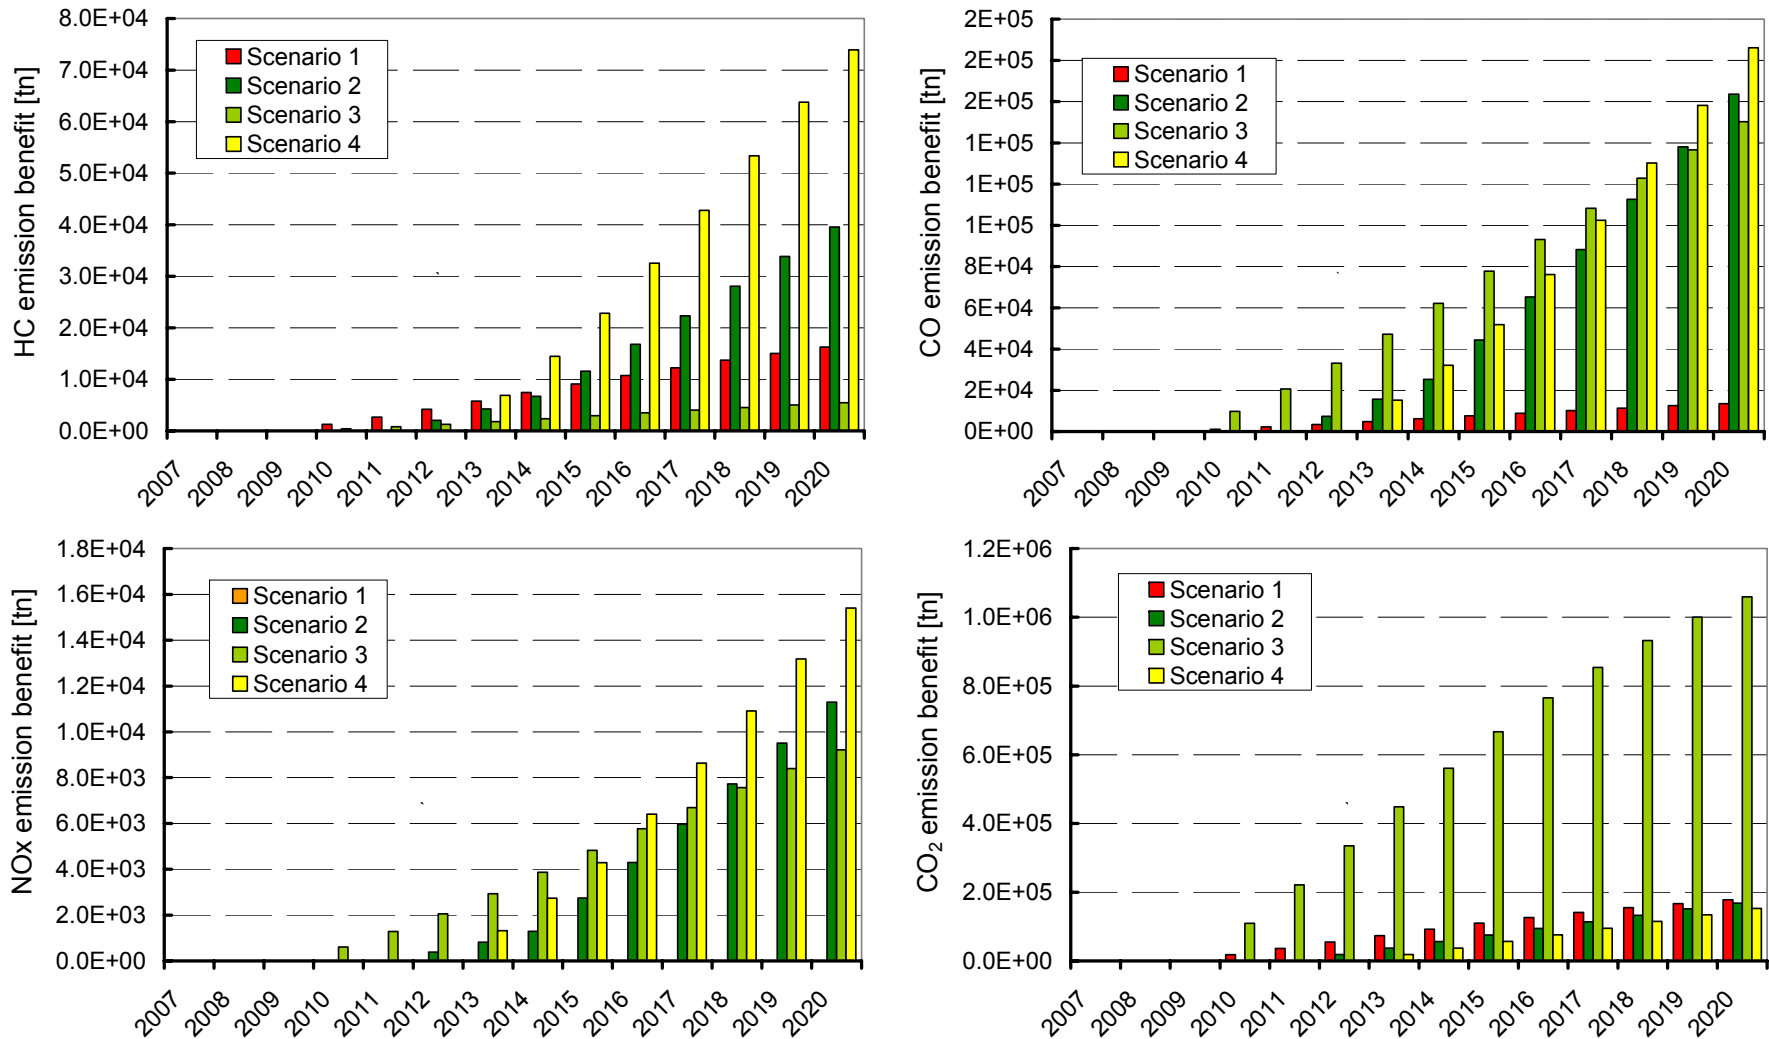 HC emission benefit [tn]
8.0E+04
7.0E+04
6.0E+04
5.0E+04
4.0E+04
3.0E+04
2.0E+04
1.0E+04
0.0E+00
Scenario 1
Scenario 2
Scenario 3
Scenario 4
2007 2008 2009 2010 2011 2012 2013 2014 2015 2016 2017 2018 2019 2020
CO emission benefit [tn]
2E+05
2E+05
2E+05
1E+05
1E+05
1E+05
8E+04
6E+04
4E+04
2E+04
0E+00
Scenario 1
Scenario 2
Scenario 3
Scenario 4
2007 2008 2009 2010 2011 2012 2013 2014 2015 2016 2017 2018 2019 2020
NOx emission benefit [tn]
1.8E+04
1.6E+04
1.4E+04
1.2E+04
1.0E+04
8.0E+03
6.0E+03
4.0E+03
2.0E+03
0.0E+00
Scenario 1
Scenario 2
Scenario 3
Scenario 4
2007 2008 2009 2010 2011 2012 2013 2014 2015 2016 2017 2018 2019 2020
CO₂ emission benefit [tn]
1.2E+06
1.0E+06
8.0E+05
6.0E+05
4.0E+05
2.0E+05
0.0E+00
Scenario 1
Scenario 2
Scenario 3
Scenario 4
2007 2008 2009 2010 2011 2012 2013 2014 2015 2016 2017 2018 2019 2020